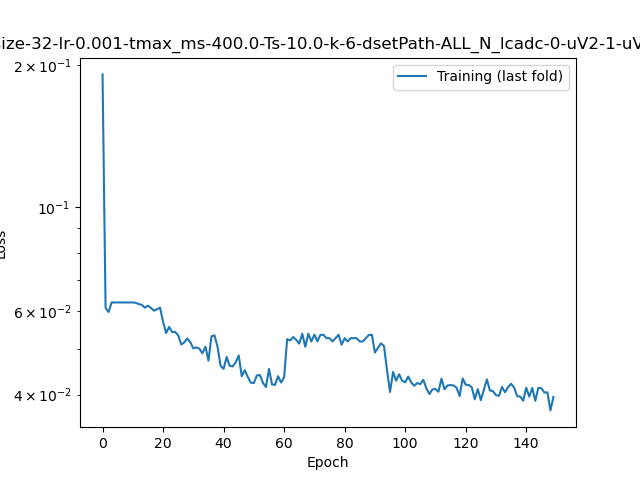 ize-32-lr-0.001-tmax_ms-400.0-Ts-10.0-k-6-dsetPath-ALL_N_lcadc-0-uV2-1-uV
Training (last fold)
2 × 10⁻¹
10⁻¹
6 × 10⁻²
4 × 10⁻²
Loss
0 20 40 60 80 100 120 140
Epoch